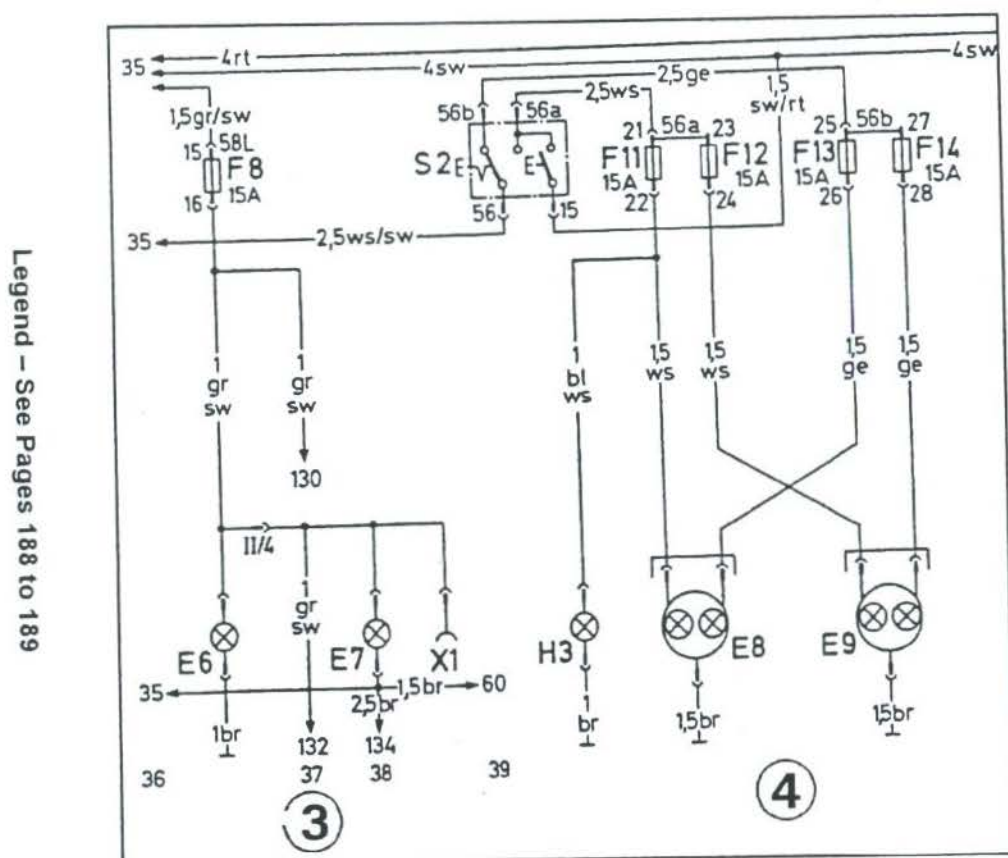 Legend – See Pages 188 to 189
35
4rt
4sw
4sw
2,5ge
1,5
sw/rt
2,5ws
1,5gr/sw
58L
15
F8
15A
16
56b
56a
S2
E
E
56
15
21
56a
23
F11
15A
F12
15A
22
24
25
56b
27
F13
15A
F14
15A
26
28
35
2,5ws/sw
1
gr
sw
1
gr
sw
130
1
bl
ws
1,5
ws
1,5
ws
1,5
ge
1,5
ge
II/4
1
gr
sw
E6
E7
X1
H3
E8
E9
35
1,5br
60
2,5br
1br
132
134
1
br
1,5br
1,5br
36
37
38
39
3
4